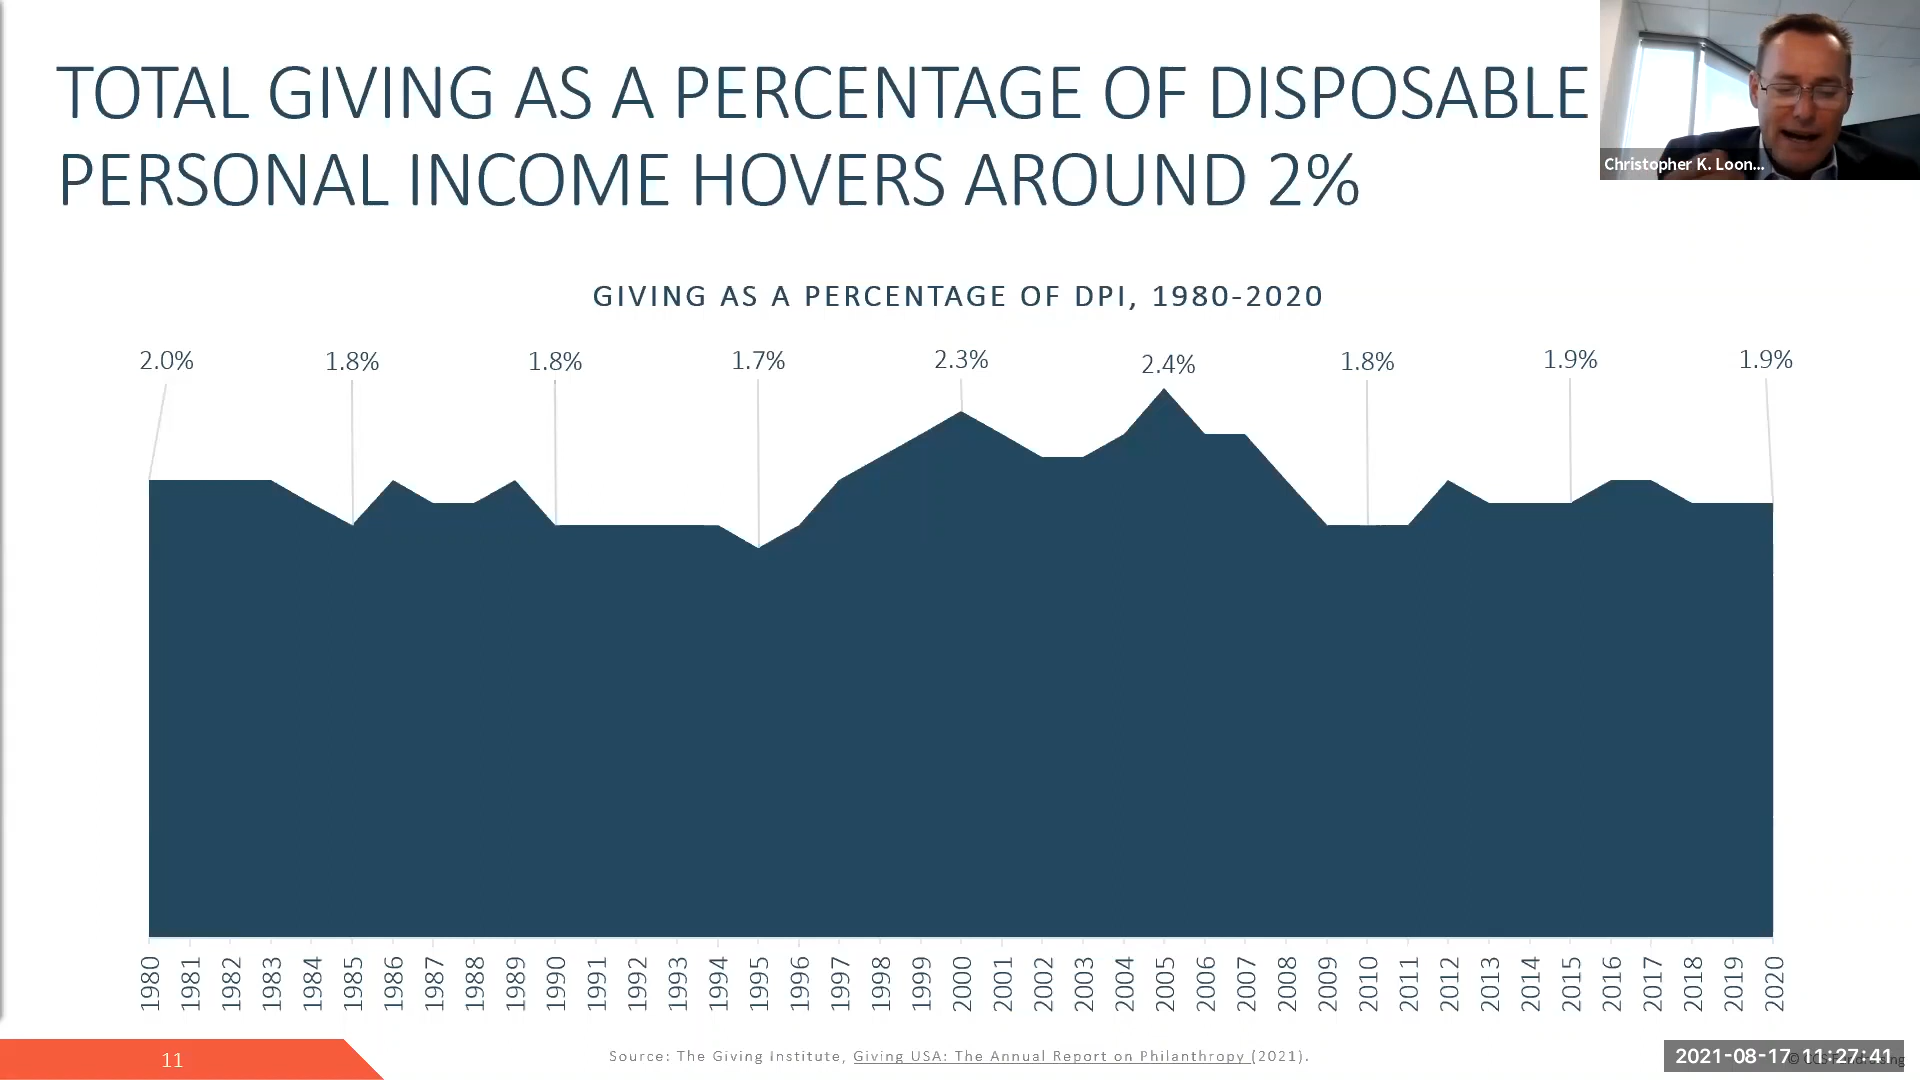 TOTAL GIVING AS A PERCENTAGE OF DISPOSABLE
PERSONAL INCOME HOVERS AROUND 2%
Christopher K. Loon...
GIVING AS A PERCENTAGE OF DPI, 1980-2020
2.0% 1.8% 1.8% 1.7% 2.3% 2.4% 1.8% 1.9% 1.9%
1980 1981 1982 1983 1984 1985 1986 1987 1988 1989 1990 1991 1992 1993 1994 1995 1996 1997 1998 1999 2000 2001 2002 2003 2004 2005 2006 2007 2008 2009 2010 2011 2012 2013 2014 2015 2016 2017 2018 2019 2020
11
Source: The Giving Institute, Giving USA: The Annual Report on Philanthropy (2021).
2021-08-17 11:27:41